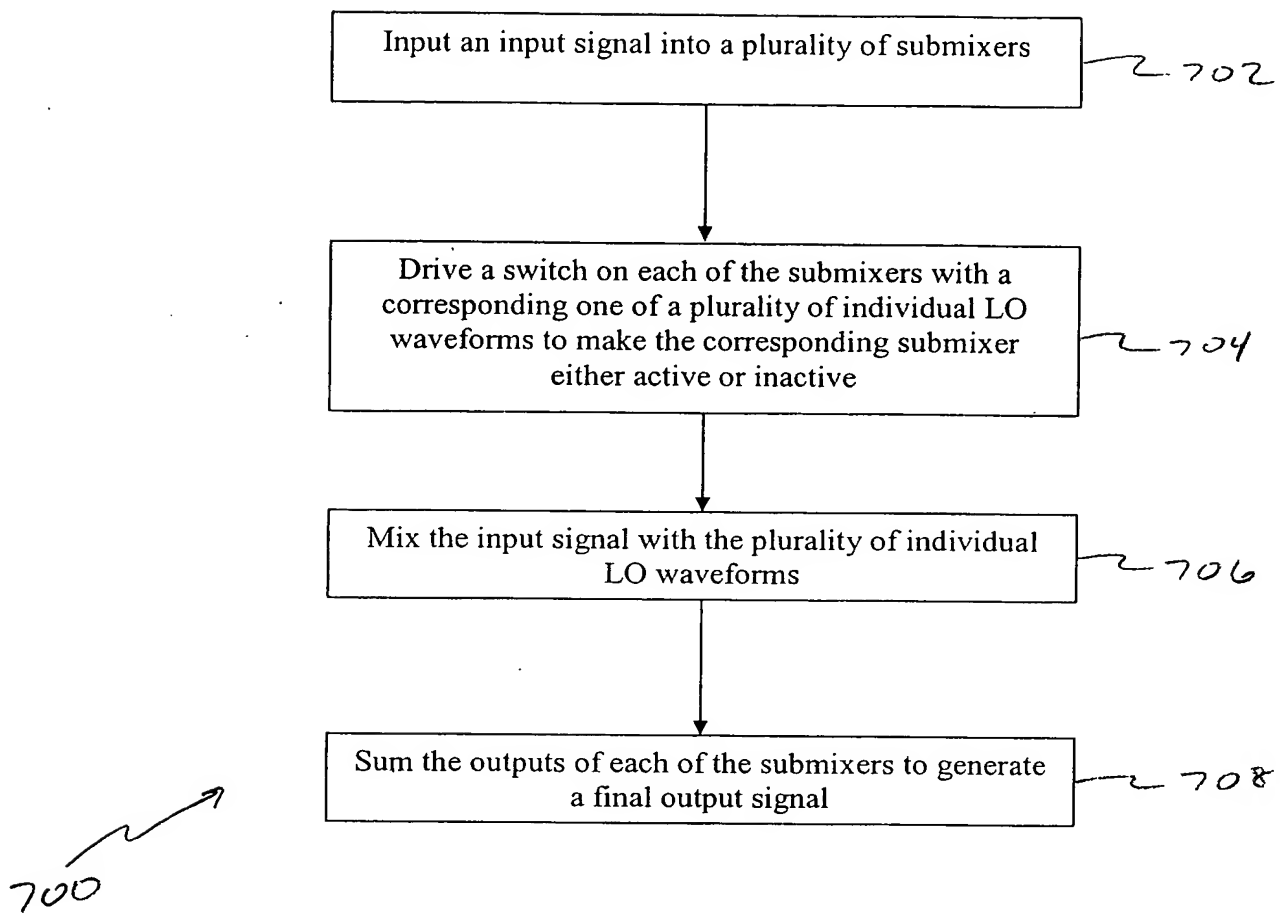 Input an input signal into a plurality of submixers
702
Drive a switch on each of the submixers with a
corresponding one of a plurality of individual LO
waveforms to make the corresponding submixer
either active or inactive
704
Mix the input signal with the plurality of individual
LO waveforms
706
Sum the outputs of each of the submixers to generate
a final output signal
708
700